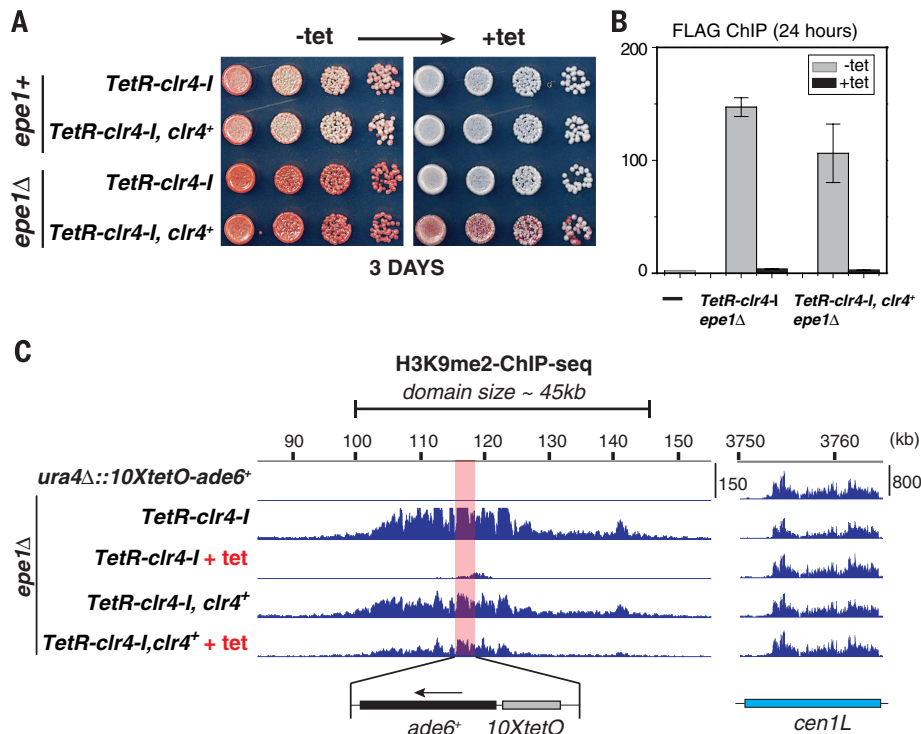 A
-tet
+tet
epe1+
TetR-clr4-I
TetR-clr4-I, clr4⁺
epe1Δ
TetR-clr4-I
TetR-clr4-I, clr4⁺
3 DAYS
B
FLAG ChIP (24 hours)
200
100
0
-tet
+tet
–
TetR-clr4-I
epe1Δ
TetR-clr4-I, clr4⁺
epe1Δ
C
H3K9me2-ChIP-seq
domain size ~ 45kb
90 100 110 120 130 140 150 3750 3760 (kb)
ura4Δ::10XtetO-ade6⁺
150
800
epe1Δ
TetR-clr4-I
TetR-clr4-I + tet
TetR-clr4-I, clr4⁺
TetR-clr4-I,clr4⁺ + tet
ade6⁺
10XtetO
cen1L